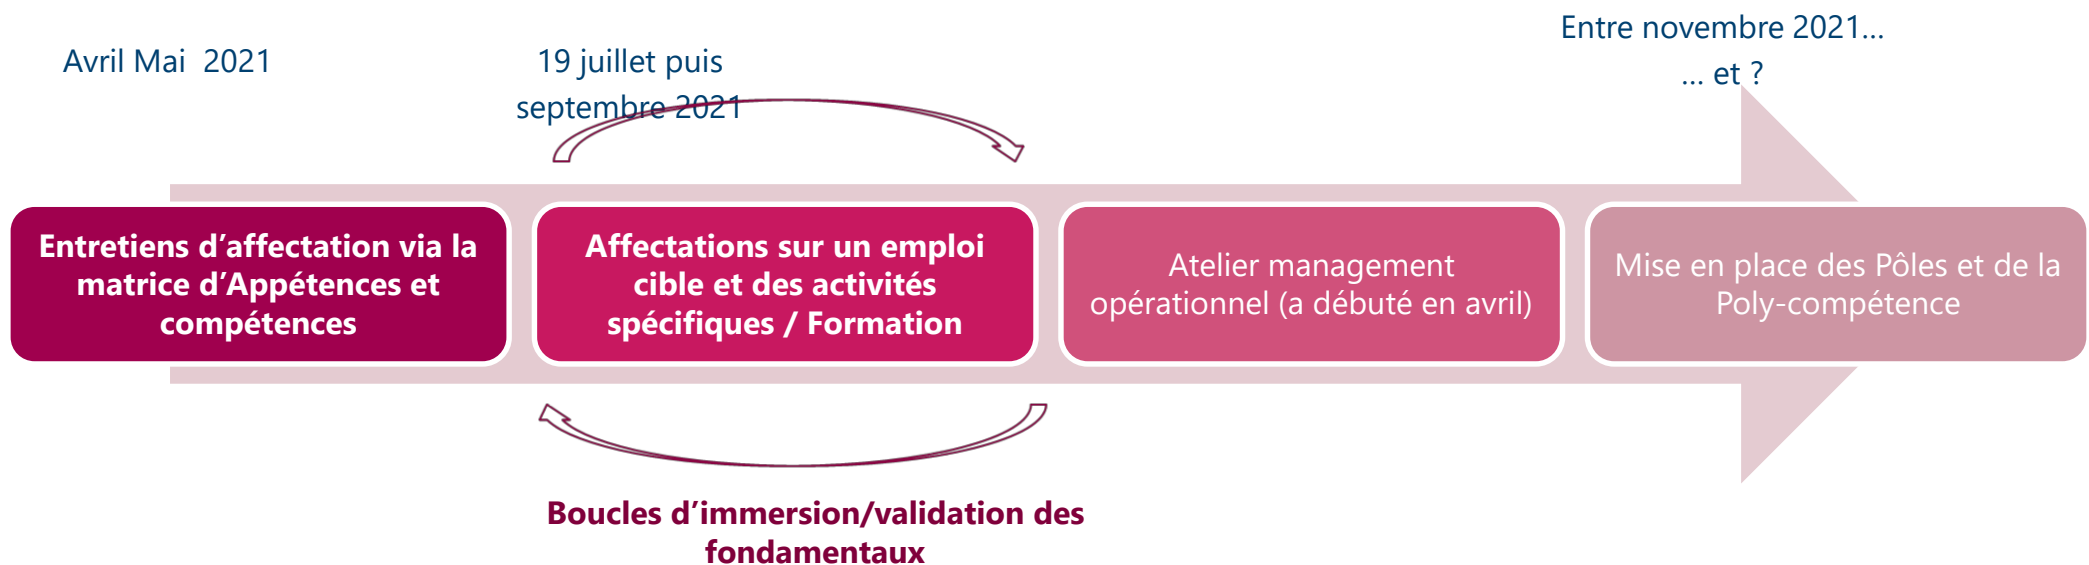 Avril Mai  2021
19 juillet puis
septembre 2021
Entre novembre 2021...
... et ?
Entretiens d’affectation via la
matrice d’Appétences et
compétences
Affectations sur un emploi
cible et des activités
spécifiques / Formation
Atelier management
opérationnel (a débuté en avril)
Mise en place des Pôles et de la
Poly-compétence
Boucles d’immersion/validation des
fondamentaux